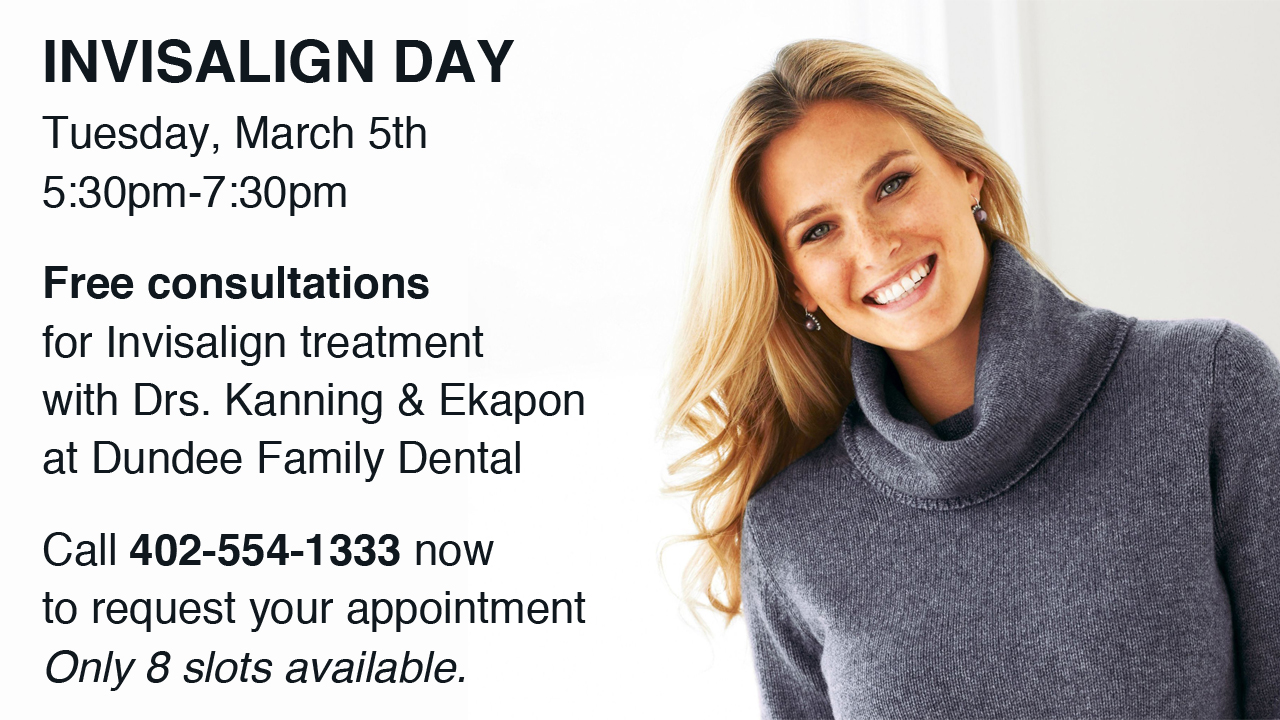 INVISALIGN DAY
Tuesday, March 5th
5:30pm-7:30pm
Free consultations
for Invisalign treatment
with Drs. Kanning & Ekapon
at Dundee Family Dental
Call 402-554-1333 now
to request your appointment
Only 8 slots available.